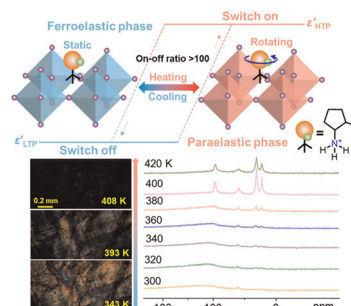 Ferroelastic phase
Switch on
ε′HTP
Static
Rotating
On-off ratio >100
Heating
Cooling
ε′LTP
Switch off
Paraelastic phase
H
N
H
H
+
0.2 mm
408 K
393 K
343 K
420 K
400
380
360
340
320
300
ppm